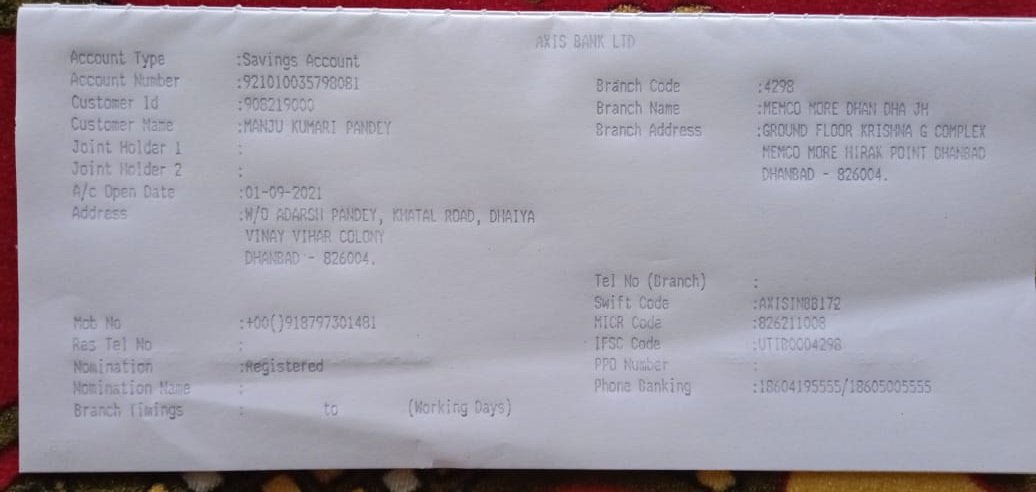 AXIS BANK LTD
Account Type :Savings Account
Account Number :921010035798081
Customer Id :908219000
Customer Name :MANJU KUMARI PANDEY
Joint Holder 1 :
Joint Holder 2 :
A/c Open Date :01-09-2021
Address :W/O ADARSH PANDEY, KHATAL ROAD, DHAIYA
VINAY VIHAR COLONY
DHANBAD - 826004.
Mob No :+00()918797301481
Res Tel No :
Nomination :Registered
Nomination Name :
Branch Timings : to (Working Days)
Branch Code :4298
Branch Name :MEMCO MORE DHAN DHA JH
Branch Address :GROUND FLOOR KRISHNA G COMPLEX
MEMCO MORE HIRAK POINT DHANBAD
DHANBAD - 826004.
Tel No (Branch) :
Swift Code :AXISINBB172
MICR Code :826211008
IFSC Code :UTIB0004298
PPO Number :
Phone Banking :18604195555/18605005555